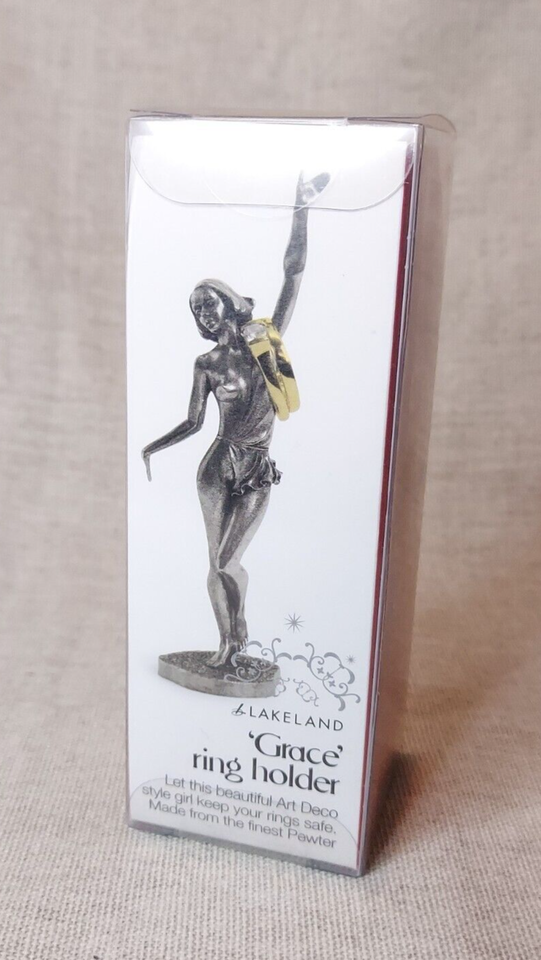 LAKELAND
‘Grace’
ring holder
Let this beautiful Art Deco
style girl keep your rings safe.
Made from the finest Pewter